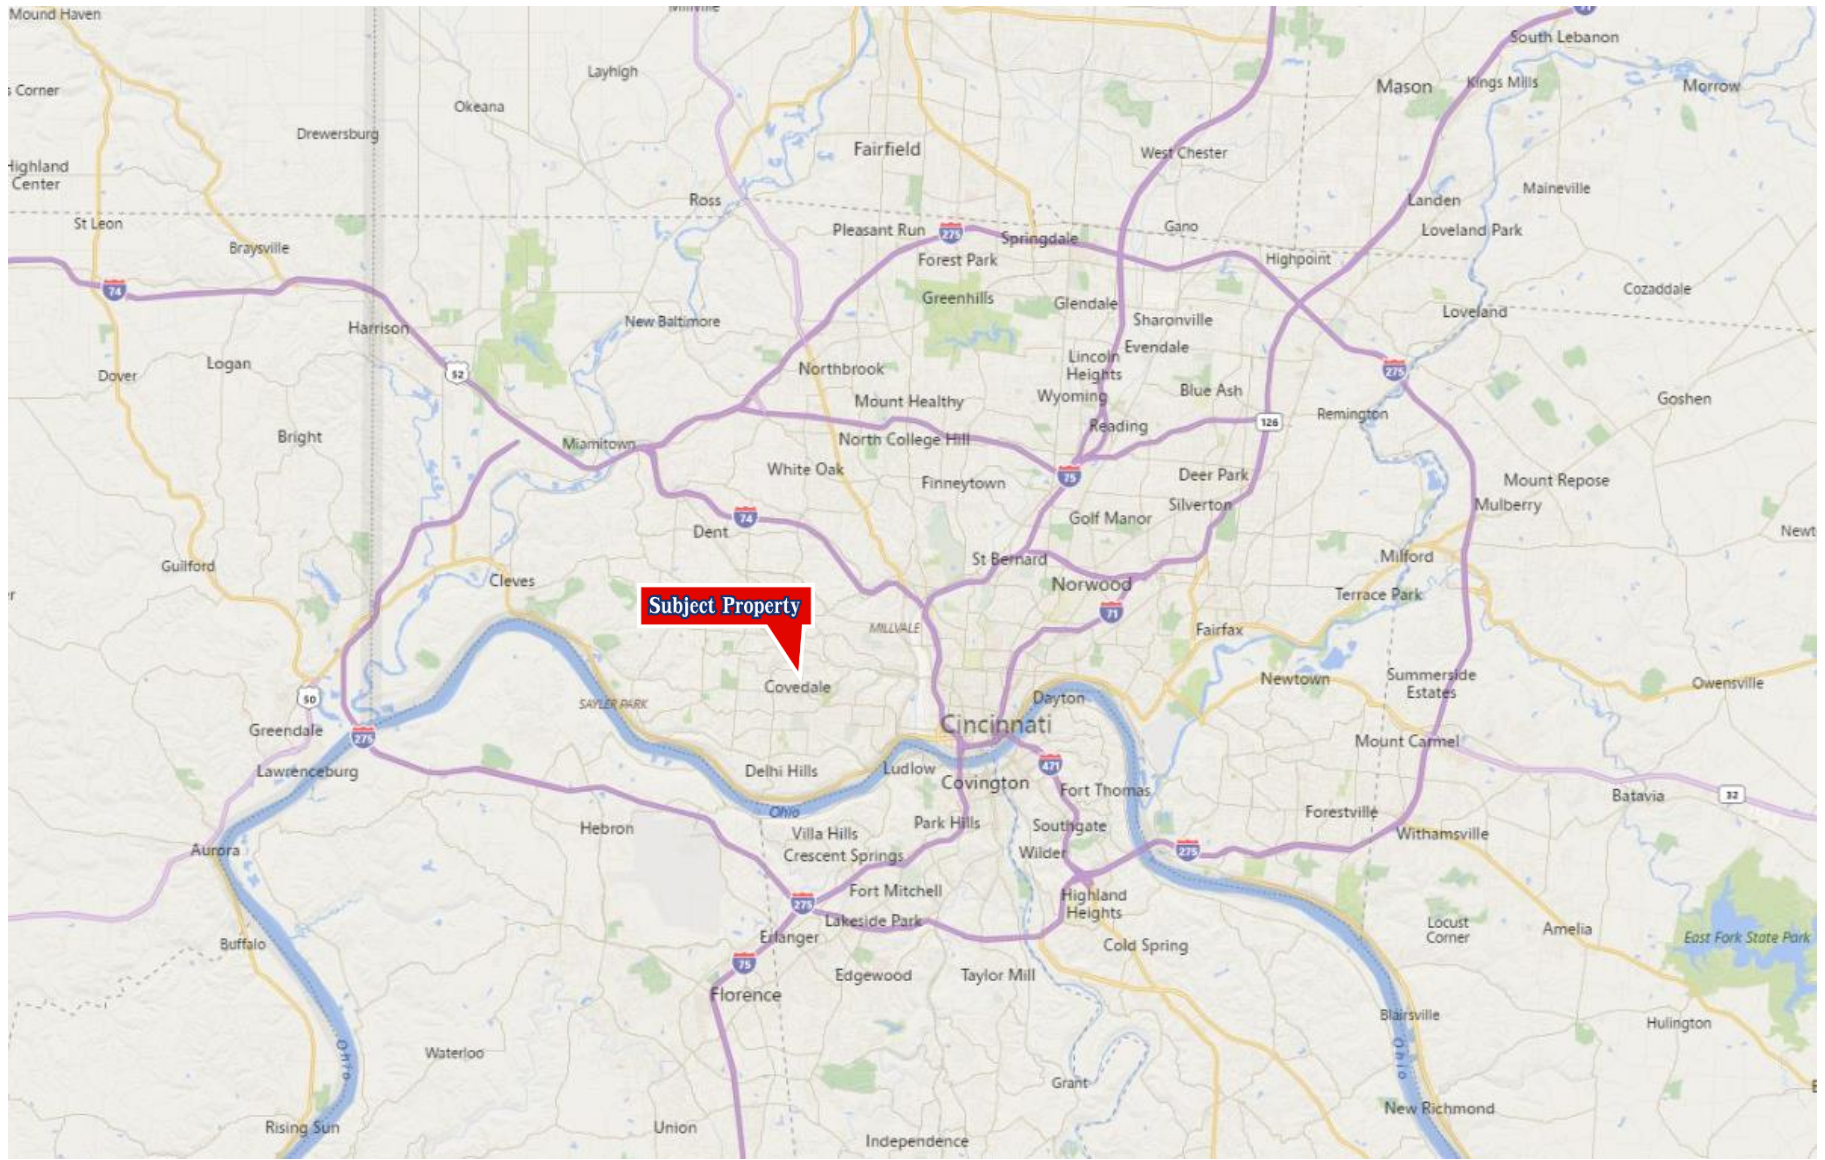 Mound Haven
Millville
71
South Lebanon
Layhigh
Mason
Kings Mills
Morrow
s Corner
Okeana
Drewersburg
Fairfield
West Chester
Highland
Center
Maineville
Ross
Landen
St Leon
Pleasant Run
275
Springdale
Gano
Loveland Park
Braysville
Forest Park
Highpoint
74
Greenhills
Glendale
Cozaddale
Harrison
New Baltimore
Sharonville
Loveland
Logan
Evendale
Lincoln
Heights
52
Dover
Northbrook
275
Blue Ash
Mount Healthy
Wyoming
Goshen
Bright
Miamitown
North College Hill
Reading
126
Remington
White Oak
Finneytown
75
Deer Park
Mount Repose
Silverton
Mulberry
Dent
74
Golf Manor
Newt
Guilford
Cleves
St Bernard
Norwood
Milford
Subject Property
Terrace Park
MILLVALE
71
Fairfax
Covedale
Newtown
Summerside
Estates
Owensville
50
SAYLER PARK
Dayton
Greendale
275
Cincinnati
Mount Carmel
Lawrenceburg
Delhi Hills
Ludlow
471
Covington
Fort Thomas
Batavia
32
Ohio
Hebron
Villa Hills
Park Hills
Southgate
Forestville
Withamsville
Aurora
Crescent Springs
Wilder
275
Fort Mitchell
Highland
Heights
275
Lakeside Park
Locust
Corner
Amelia
Buffalo
Erlanger
Cold Spring
East Fork State Park
75
Edgewood
Taylor Mill
Florence
Blairsville
Hulington
Waterloo
Ohio
Ohio
Grant
New Richmond
Rising Sun
Union
Independence